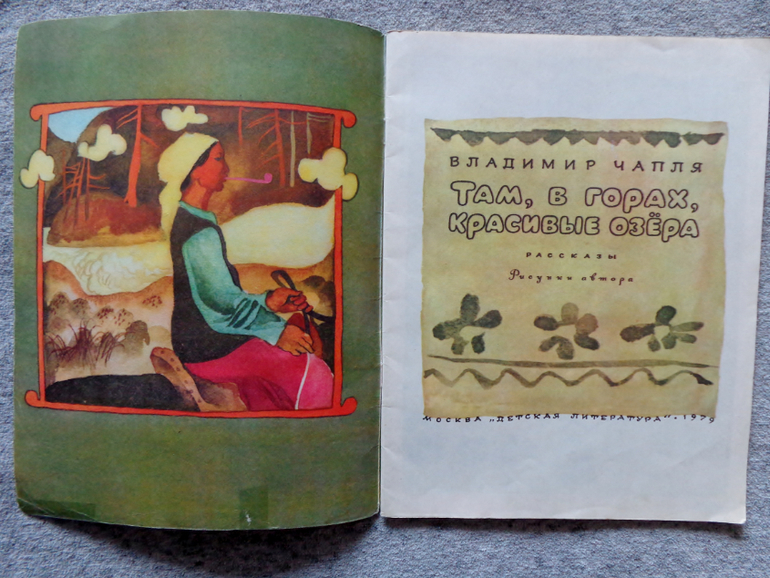 ВЛАДИМИР ЧАПЛЯ
ТАМ, В ГОРАХ,
КРАСИВЫЕ ОЗЁРА
РАССКАЗЫ
Рисунки автора
МОСКВА „ДЕТСКАЯ ЛИТЕРАТУРА". 1979